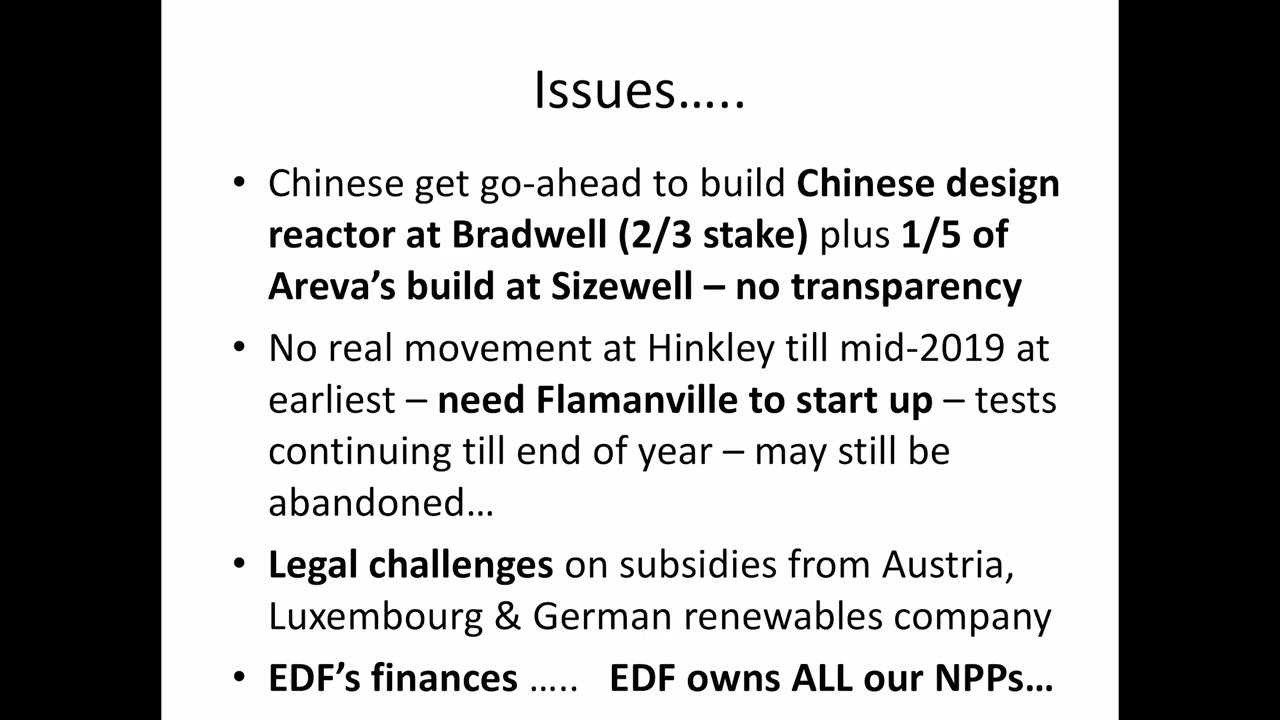 Issues.....
• Chinese get go-ahead to build Chinese design
reactor at Bradwell (2/3 stake) plus 1/5 of
Areva’s build at Sizewell – no transparency
• No real movement at Hinkley till mid-2019 at
earliest – need Flamanville to start up – tests
continuing till end of year – may still be
abandoned…
• Legal challenges on subsidies from Austria,
Luxembourg & German renewables company
• EDF’s finances ….. EDF owns ALL our NPPs…